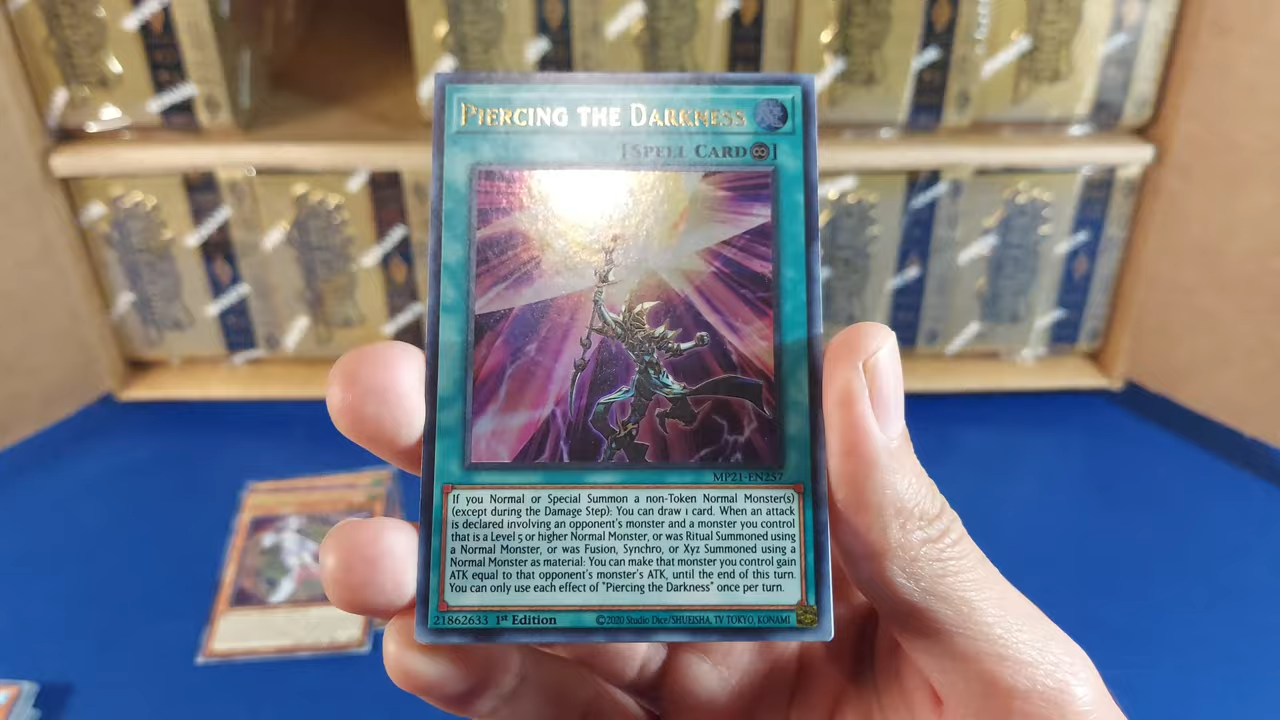 PIERCING THE DARKNESS
[SPELL CARD]
MP21-EN257
If you Normal or Special Summon a non-Token Normal Monster(s)
(except during the Damage Step): You can draw 1 card. When an attack
is declared involving an opponent's monster and a monster you control
that is a Level 5 or higher Normal Monster, or was Ritual Summoned using
a Normal Monster, or was Fusion, Synchro, or Xyz Summoned using a
Normal Monster as material: You can make that monster you control gain
ATK equal to that opponent's monster's ATK, until the end of this turn.
You can only use each effect of "Piercing the Darkness" once per turn.
21862633 1st Edition ©2020 Studio Dice/SHUEISHA, TV TOKYO, KONAMI